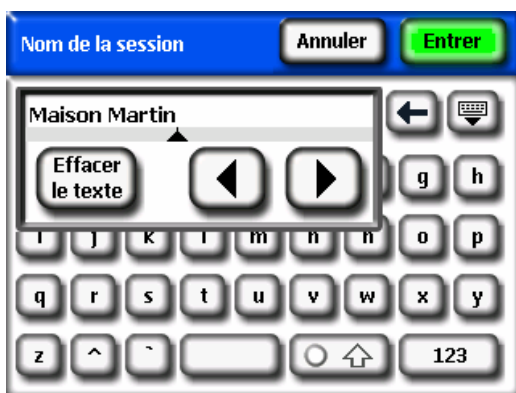 Nom de la session
Annuler
Entrer
Maison Martin
Effacer
le texte
g h
i j k l m n n o p
q r s t u v w x y
z ^ ` 123